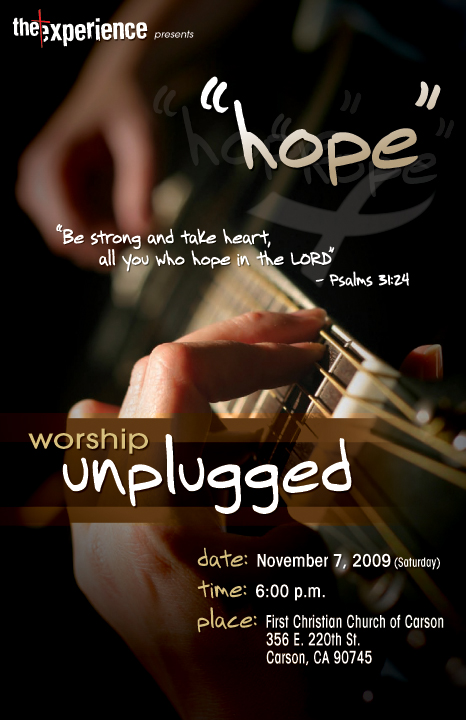 the experience presents
“hope”
“Be strong and take heart,
all you who hope in the LORD”
- Psalms 31:24
worship
unplugged
date: November 7, 2009 (Saturday)
time: 6:00 p.m.
place: First Christian Church of Carson
356 E. 220th St.
Carson, CA 90745